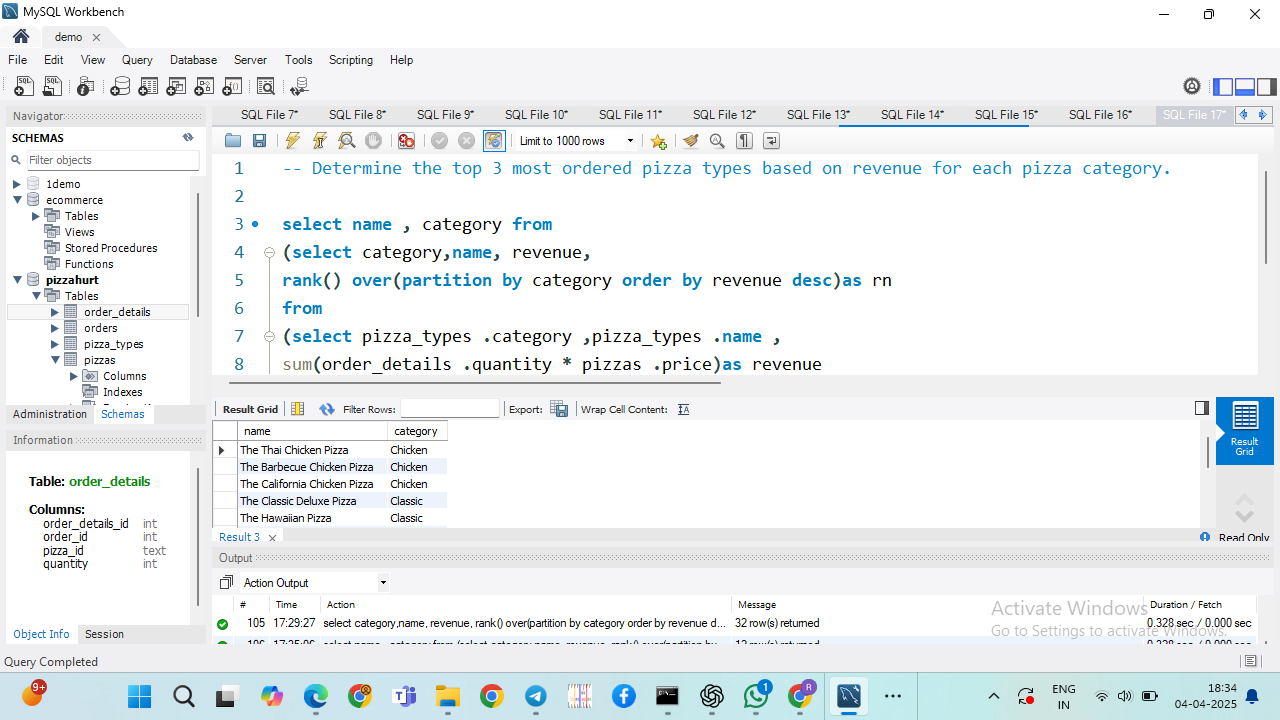 MySQL Workbench
demo
File Edit View Query Database Server Tools Scripting Help
Navigator
SCHEMAS
Filter objects
1demo
ecommerce
Tables
Views
Stored Procedures
Functions
pizzahurt
Tables
order_details
orders
pizza_types
pizzas
Columns
Indexes
Administration Schemas
Information
Table: order_details
Columns:
order_details_id int
order_id int
pizza_id text
quantity int
Object Info Session
SQL File 7* SQL File 8* SQL File 9* SQL File 10* SQL File 11* SQL File 12* SQL File 13* SQL File 14* SQL File 15* SQL File 16* SQL File 17*
Limit to 1000 rows
1 -- Determine the top 3 most ordered pizza types based on revenue for each pizza category.
2
3 select name , category from
4 (select category,name, revenue,
5 rank() over(partition by category order by revenue desc)as rn
6 from
7 (select pizza_types .category ,pizza_types .name ,
8 sum(order_details .quantity * pizzas .price)as revenue
Result Grid Filter Rows: Export: Wrap Cell Content:
name category
The Thai Chicken Pizza Chicken
The Barbecue Chicken Pizza Chicken
The California Chicken Pizza Chicken
The Classic Deluxe Pizza Classic
The Hawaiian Pizza Classic
Result Grid
Result 3
Read Only
Output
Action Output
# Time Action Message Duration / Fetch
105 17:29:27 select category,name, revenue, rank() over(partition by category order by revenue d... 32 row(s) returned 0.328 sec / 0.000 sec
Activate Windows
Go to Settings to activate Windows.
Query Completed
9+
1
R
ENG
IN
18:34
04-04-2025